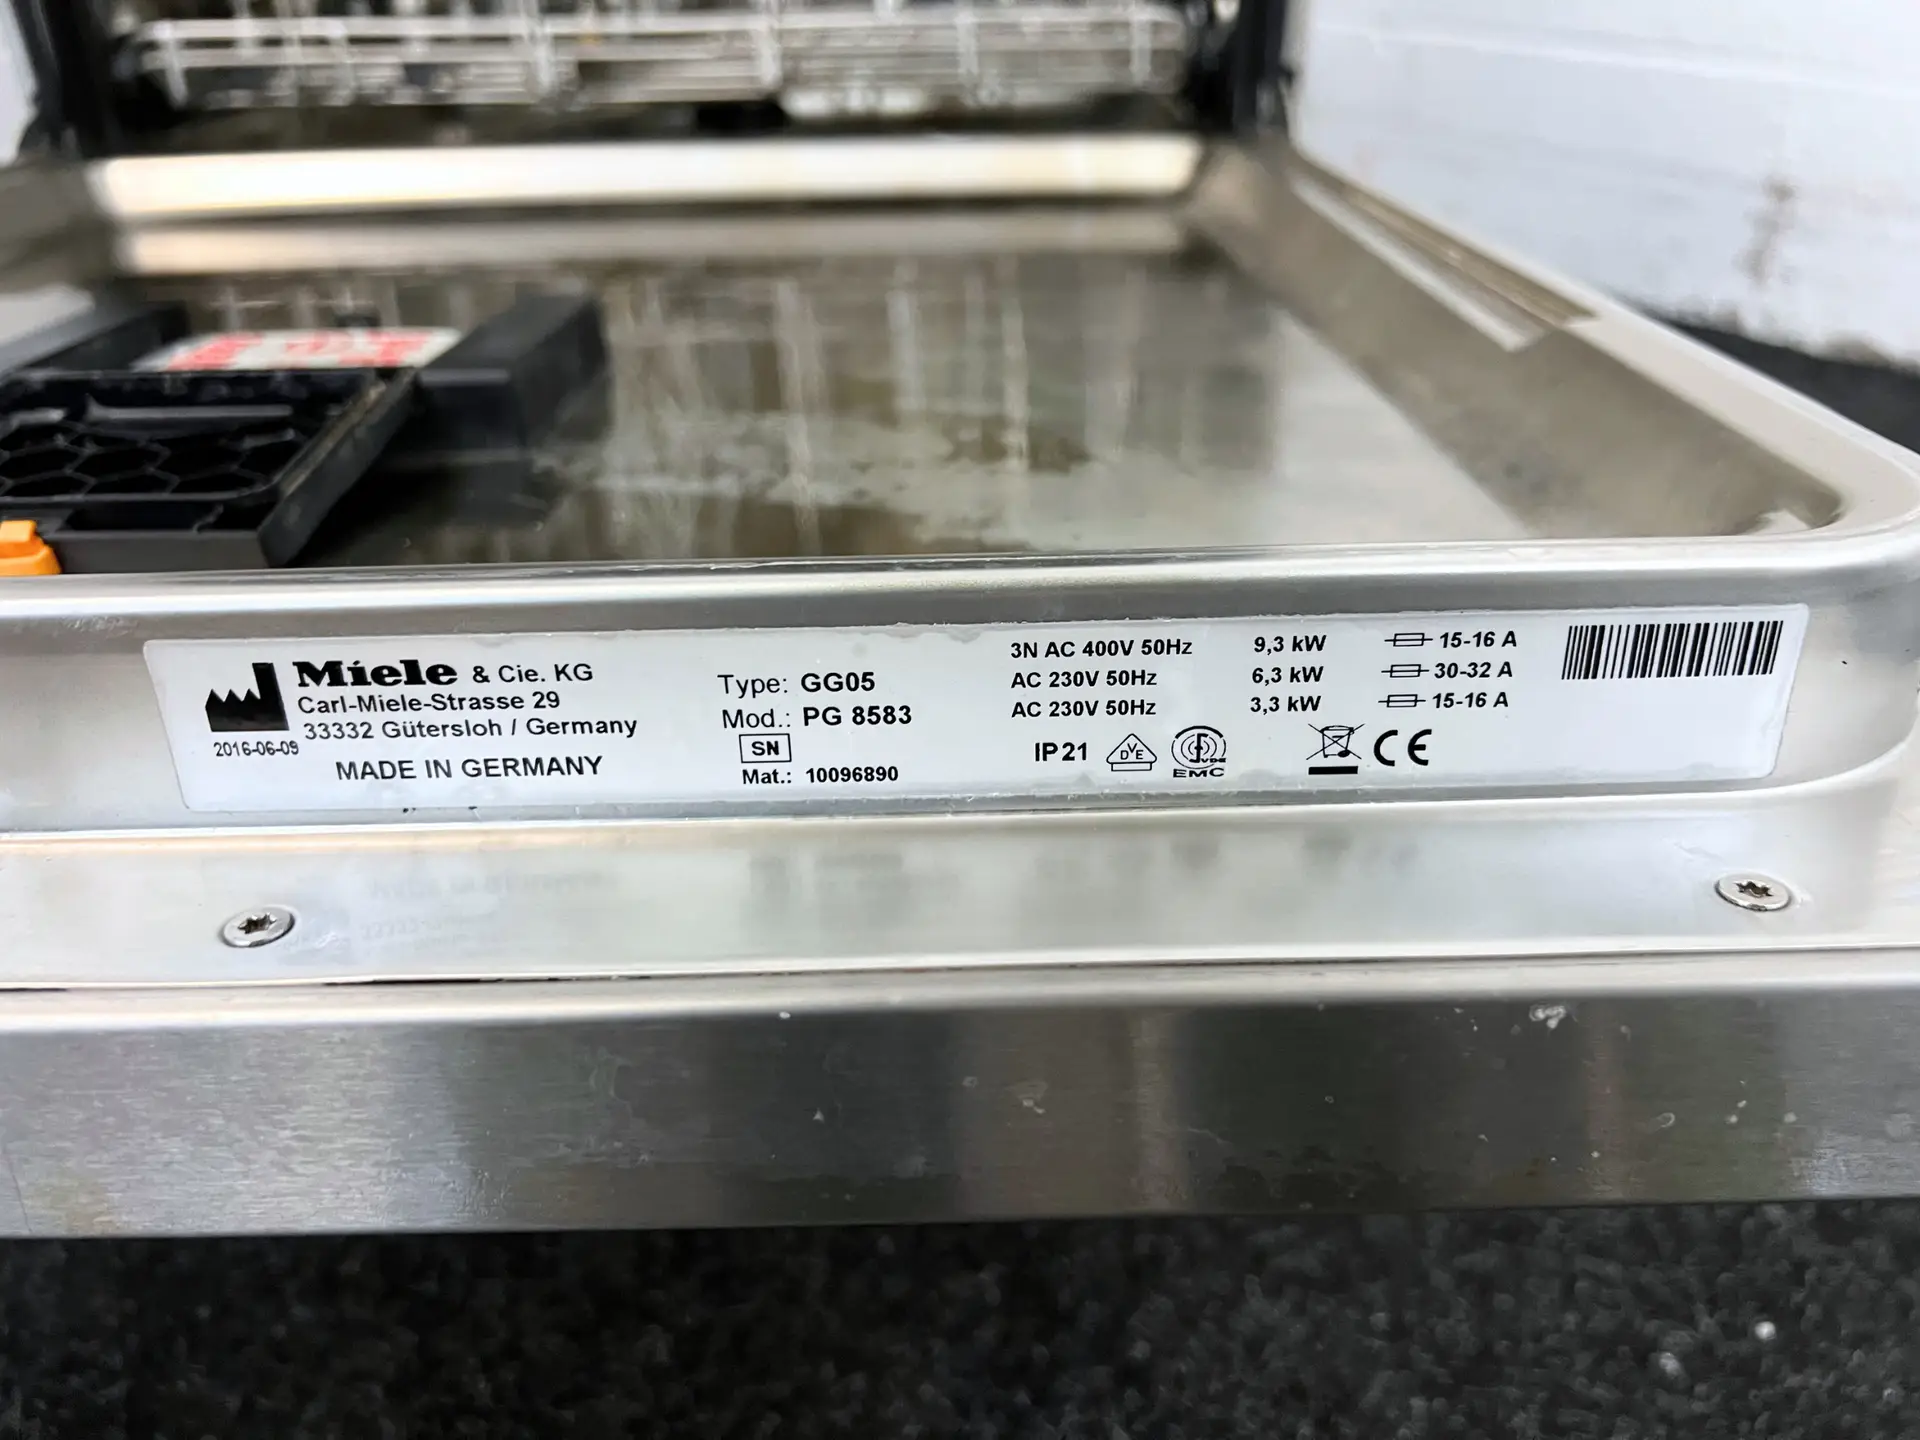 Miele & Cie. KG
Carl-Miele-Strasse 29
33332 Gütersloh / Germany
2016-06-09
MADE IN GERMANY
Type: GG05
Mod.: PG 8583
SN
Mat.: 10096890
3N AC 400V 50Hz 9,3 kW 15-16 A
AC 230V 50Hz 6,3 kW 30-32 A
AC 230V 50Hz 3,3 kW 15-16 A
IP21 DVE VDE EMC CE